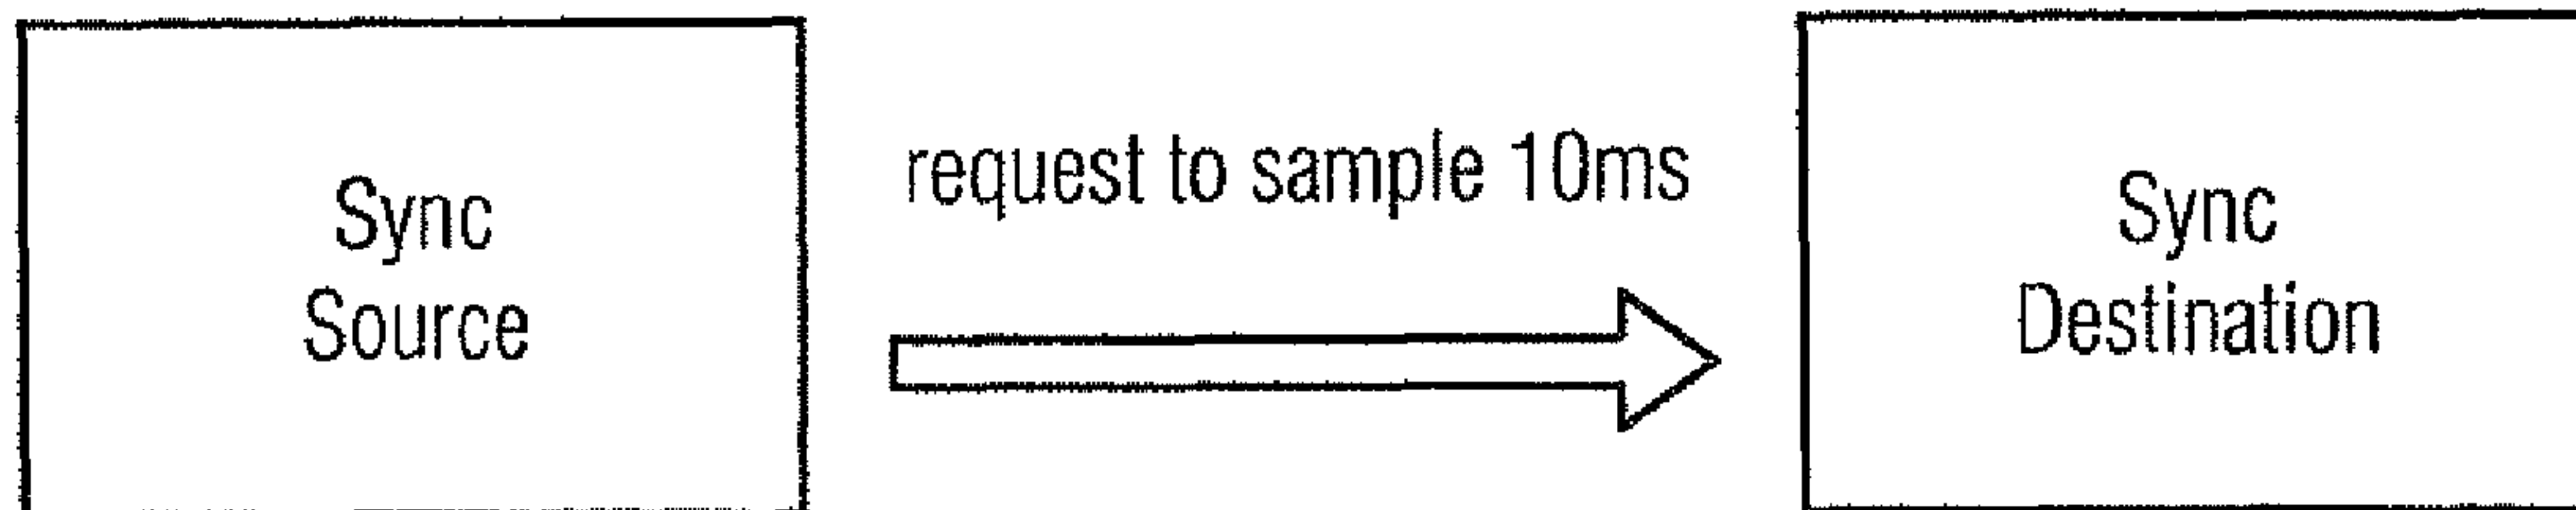 Sync
Source
request to sample 10ms
Sync
Destination